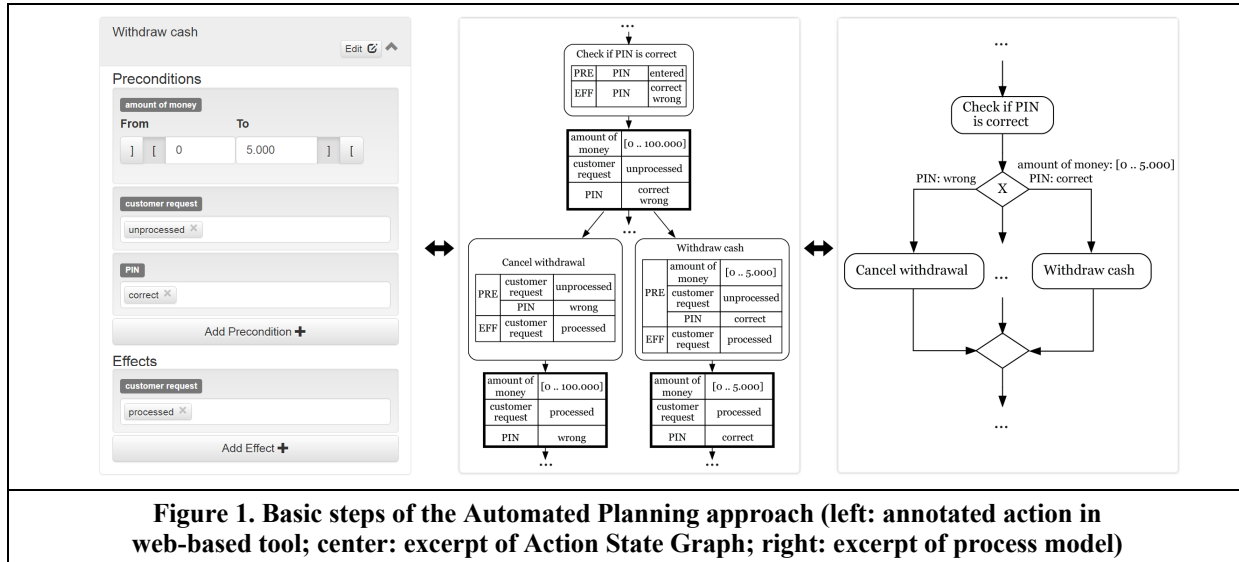 Withdraw cash
Edit
Preconditions
amount of money
From To
] [ 0 5.000 ] [
customer request
unprocessed ×
PIN
correct ×
Add Precondition +
Effects
customer request
processed ×
Add Effect +
...
Check if PIN is correct
PRE PIN entered
EFF PIN correct
wrong
amount of
money [0 .. 100.000]
customer
request unprocessed
PIN correct
wrong
...
Cancel withdrawal
PRE customer
request unprocessed
PIN wrong
EFF customer
request processed
Withdraw cash
PRE amount of
money [0 .. 5.000]
customer
request unprocessed
PIN correct
EFF customer
request processed
amount of
money [0 .. 100.000]
customer
request processed
PIN wrong
...
amount of
money [0 .. 5.000]
customer
request processed
PIN correct
...
...
Check if PIN
is correct
amount of money: [0 .. 5.000]
PIN: wrong PIN: correct
X
Cancel withdrawal ... Withdraw cash
...
Figure 1. Basic steps of the Automated Planning approach (left: annotated action in
web-based tool; center: excerpt of Action State Graph; right: excerpt of process model)